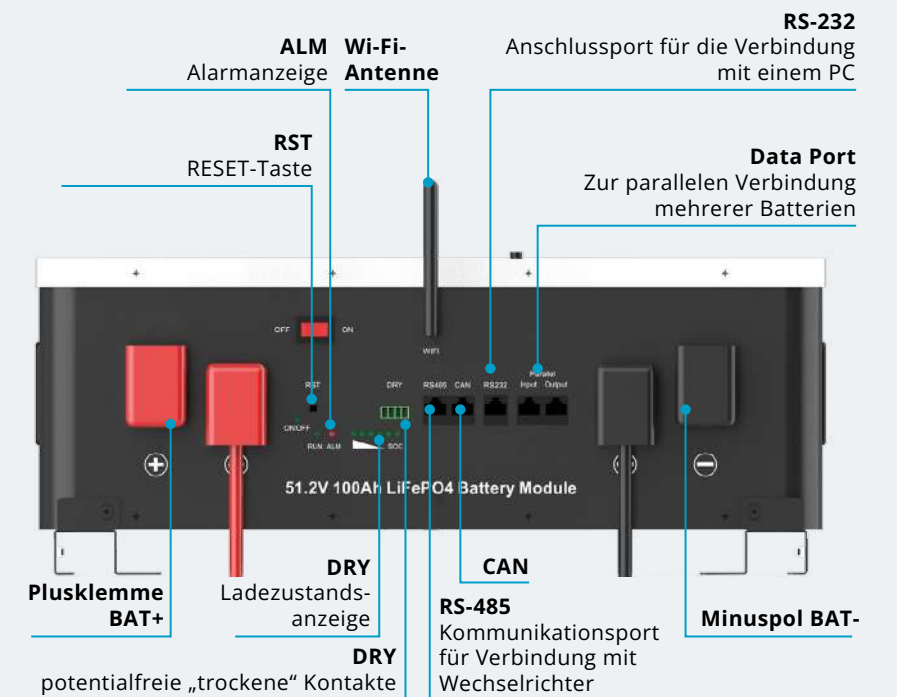 RS-232
Anschlussport für die Verbindung
mit einem PC
ALM
Alarmanzeige
Wi-Fi-
Antenne
RST
RESET-Taste
Data Port
Zur parallelen Verbindung
mehrerer Batterien
OFF
ON
WIFI
RST
DRY
RS485 CAN RS232
Parallel
Input Output
ON/OFF
RUN ALM
SOC
51.2V 100Ah LiFePO4 Battery Module
Plusklemme
BAT+
DRY
Ladezustands-
anzeige
DRY
potentialfreie „trockene“ Kontakte
CAN
RS-485
Kommunikationsport
für Verbindung mit
Wechselrichter
Minuspol BAT-